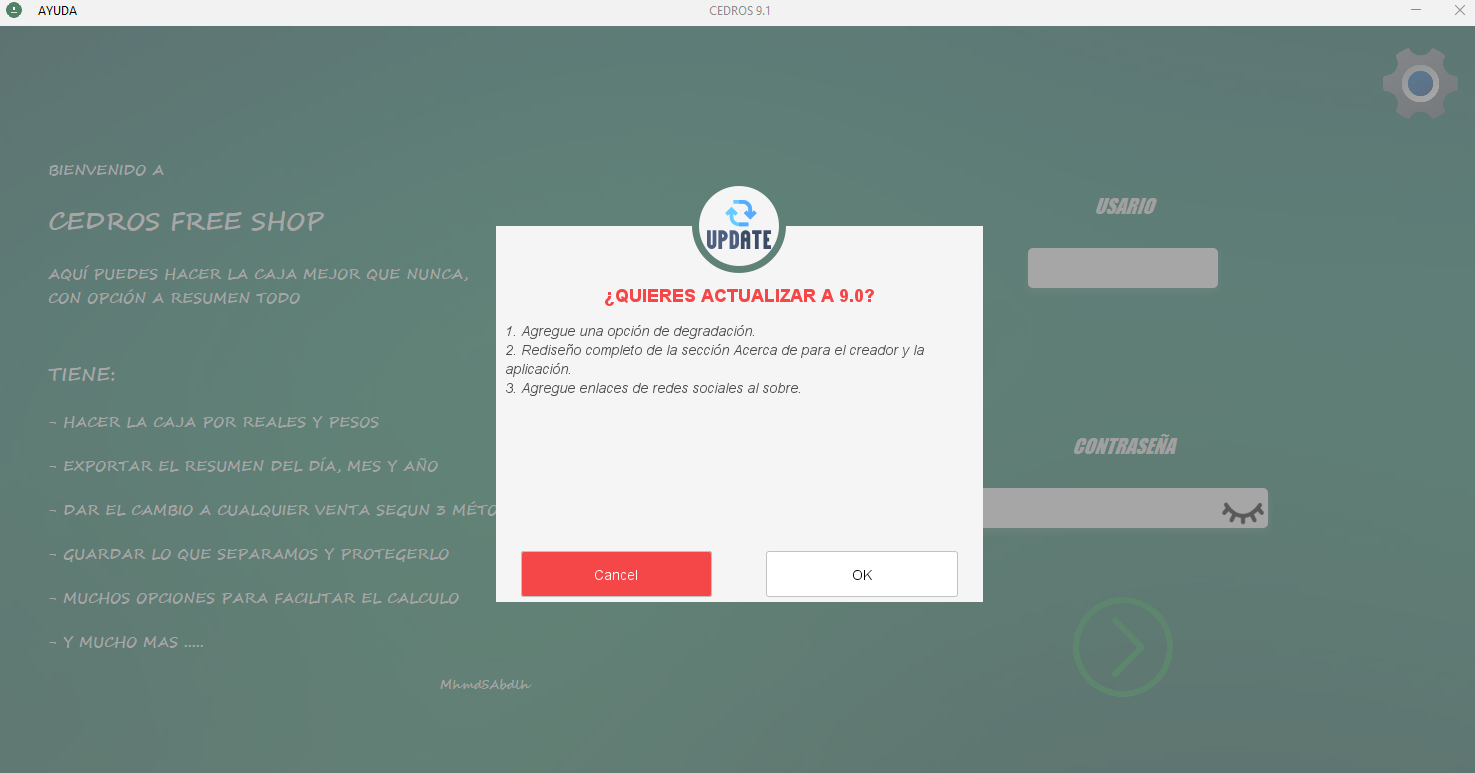 AYUDA
CEDROS 9.1
BIENVENIDO A
CEDROS FREE SHOP
AQUÍ PUEDES HACER LA CAJA MEJOR QUE NUNCA,
CON OPCIÓN A RESUMEN TODO
TIENE:
- HACER LA CAJA POR REALES Y PESOS
- EXPORTAR EL RESUMEN DEL DÍA, MES Y AÑO
- DAR EL CAMBIO A CUALQUIER VENTA SEGUN 3 MÉTO
- GUARDAR LO QUE SEPARAMOS Y PROTEGERLO
- MUCHOS OPCIONES PARA FACILITAR EL CALCULO
- Y MUCHO MAS .....
Mhmd5Abdlh
UPDATE
¿QUIERES ACTUALIZAR A 9.0?
1. Agregue una opción de degradación.
2. Rediseño completo de la sección Acerca de para el creador y la
aplicación.
3. Agregue enlaces de redes sociales al sobre.
Cancel
OK
USARIO
CONTRASEÑA